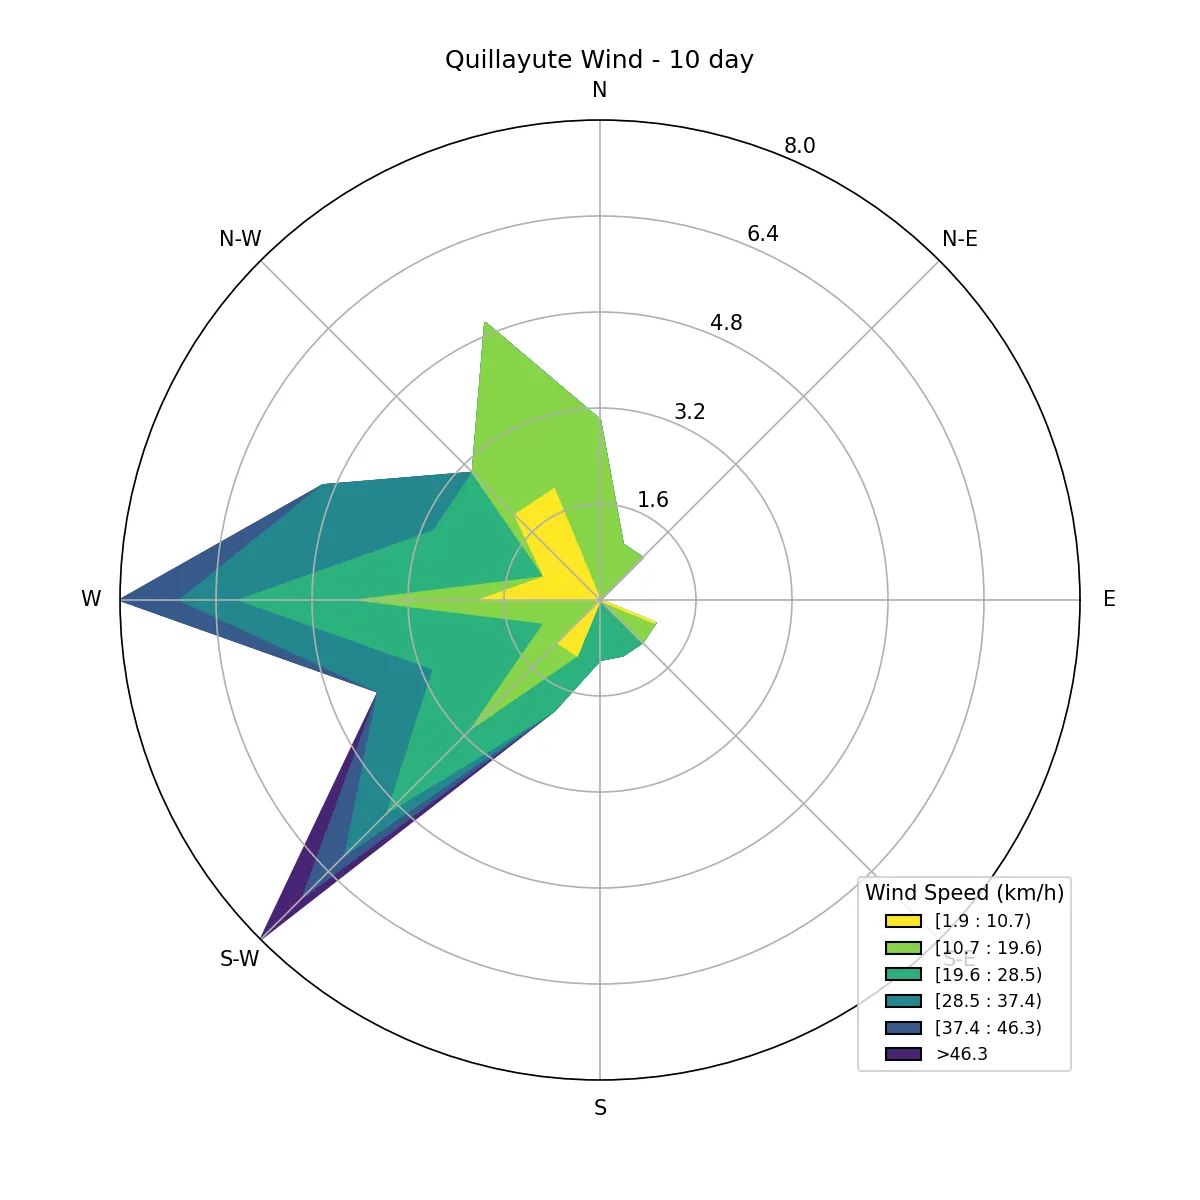 Quillayute Wind - 10 day
N
8.0
N-W
6.4
N-E
4.8
3.2
1.6
W
E
S-W
S-E
S
Wind Speed (km/h)
[1.9 : 10.7)
[10.7 : 19.6)
[19.6 : 28.5)
[28.5 : 37.4)
[37.4 : 46.3)
>46.3